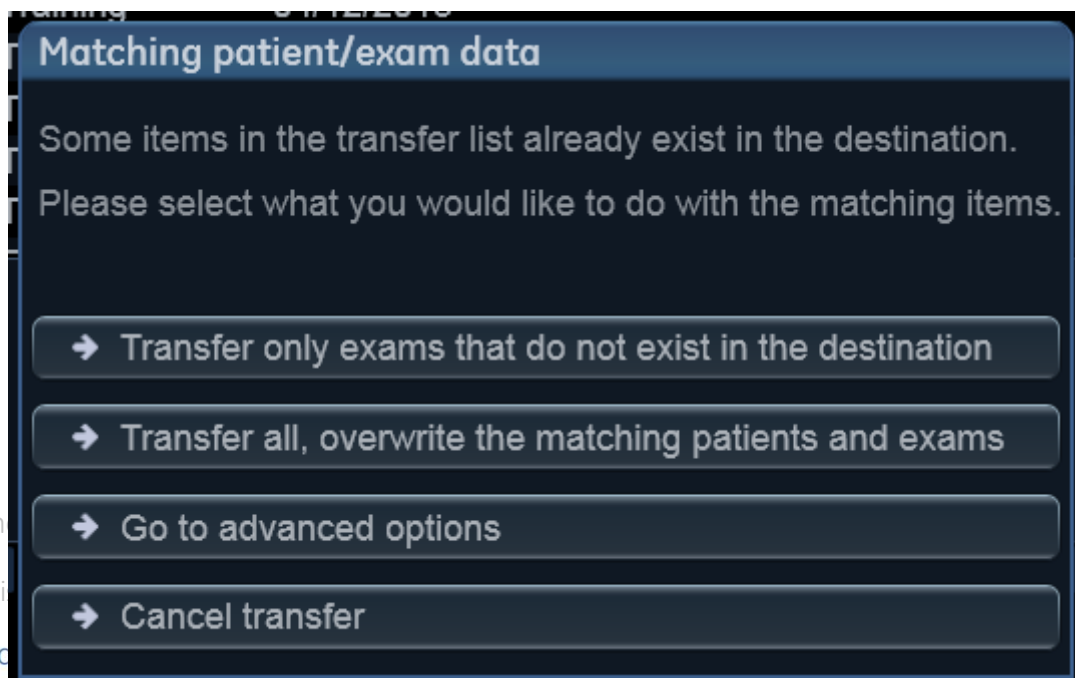 Matching patient/exam data
Some items in the transfer list already exist in the destination.
Please select what you would like to do with the matching items.
Transfer only exams that do not exist in the destination
Transfer all, overwrite the matching patients and exams
Go to advanced options
Cancel transfer